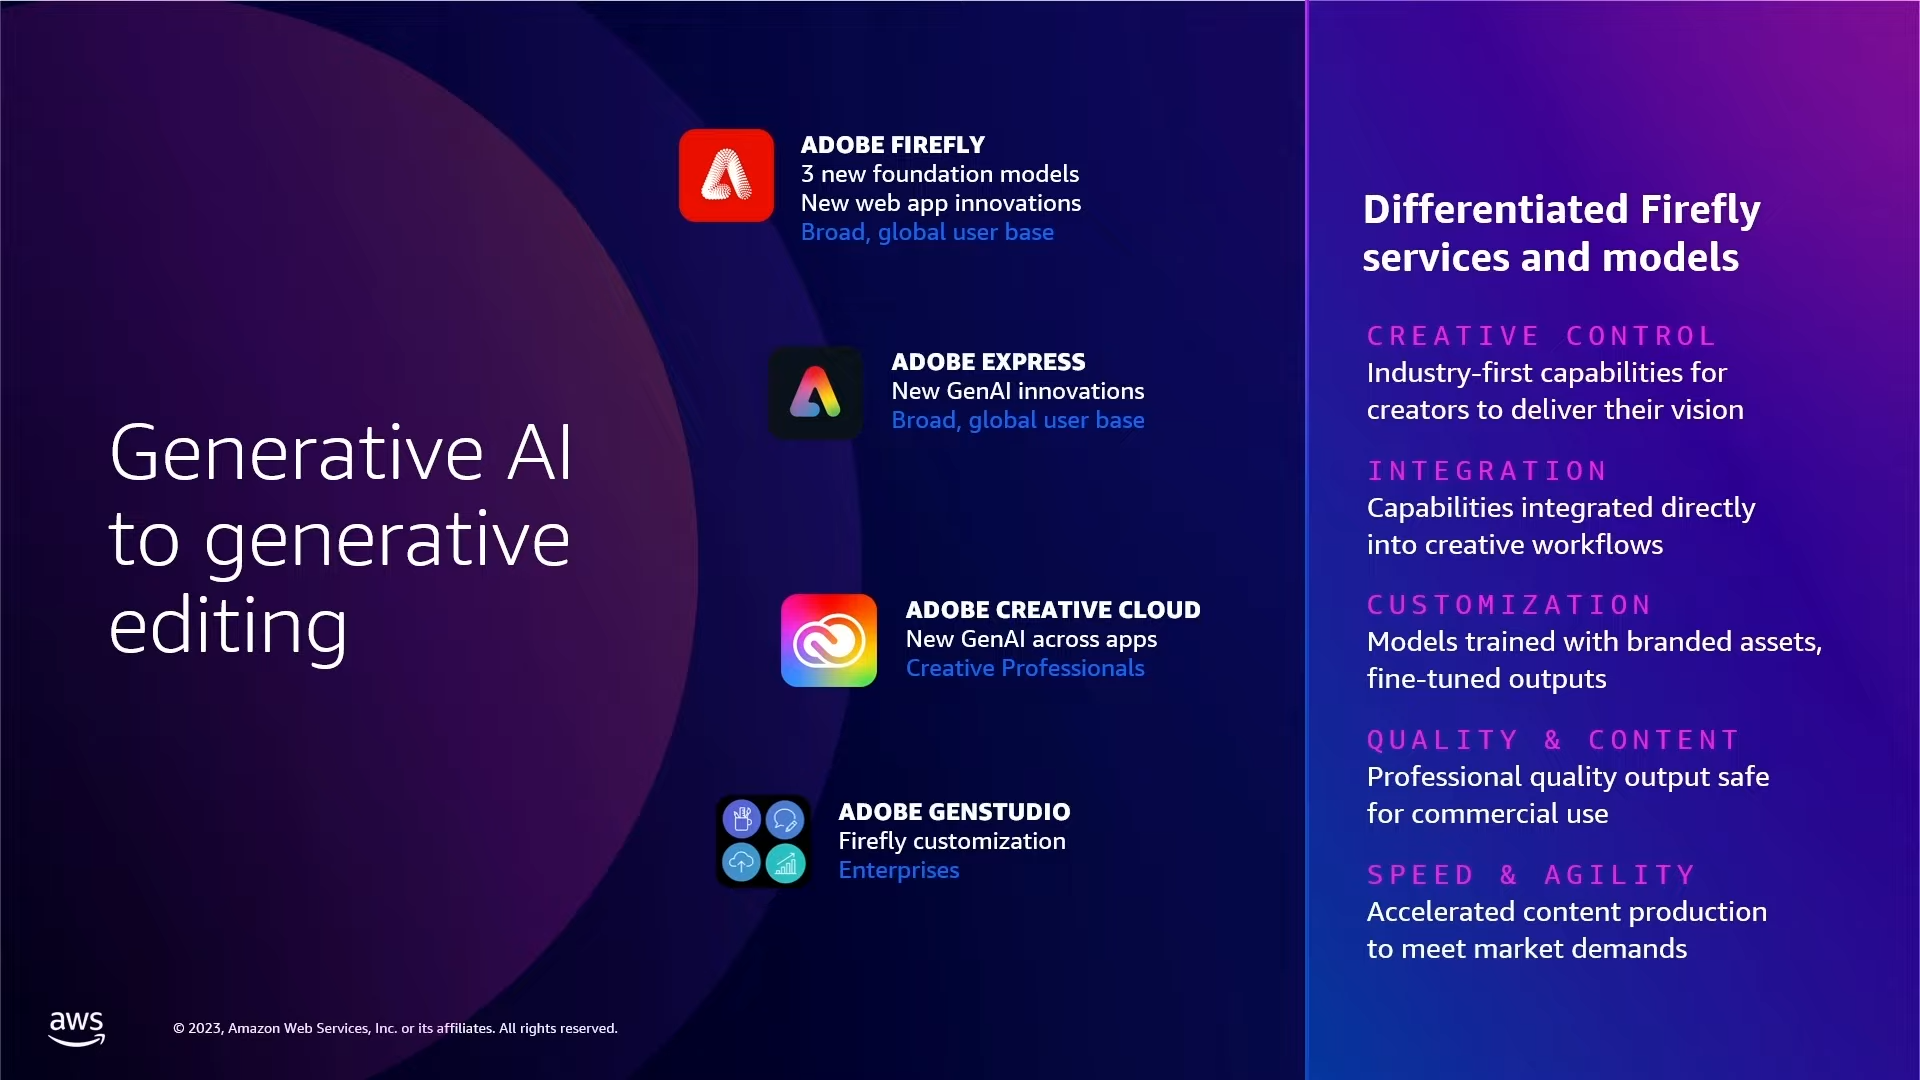 Generative AI
to generative
editing
ADOBE FIREFLY
3 new foundation models
New web app innovations
Broad, global user base
ADOBE EXPRESS
New GenAI innovations
Broad, global user base
ADOBE CREATIVE CLOUD
New GenAI across apps
Creative Professionals
ADOBE GENSTUDIO
Firefly customization
Enterprises
Differentiated Firefly
services and models
CREATIVE CONTROL
Industry-first capabilities for
creators to deliver their vision
INTEGRATION
Capabilities integrated directly
into creative workflows
CUSTOMIZATION
Models trained with branded assets,
fine-tuned outputs
QUALITY & CONTENT
Professional quality output safe
for commercial use
SPEED & AGILITY
Accelerated content production
to meet market demands
aws
© 2023, Amazon Web Services, Inc. or its affiliates. All rights reserved.